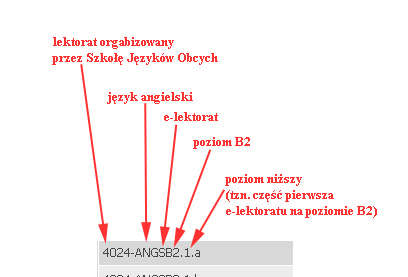 lektorat orgabizowany
przez Szkołę Języków Obcych
język angielski
e-lektorat
poziom B2
poziom niższy
(tzn. część pierwsza
e-lektoratu na poziomie B2)
4024-ANGSB2.1.a